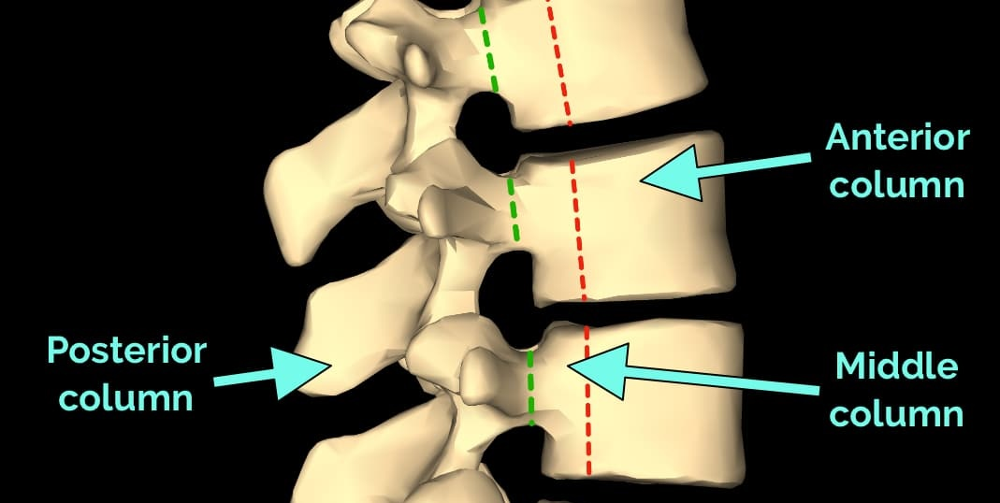 Anterior
column
Posterior
column
Middle
column